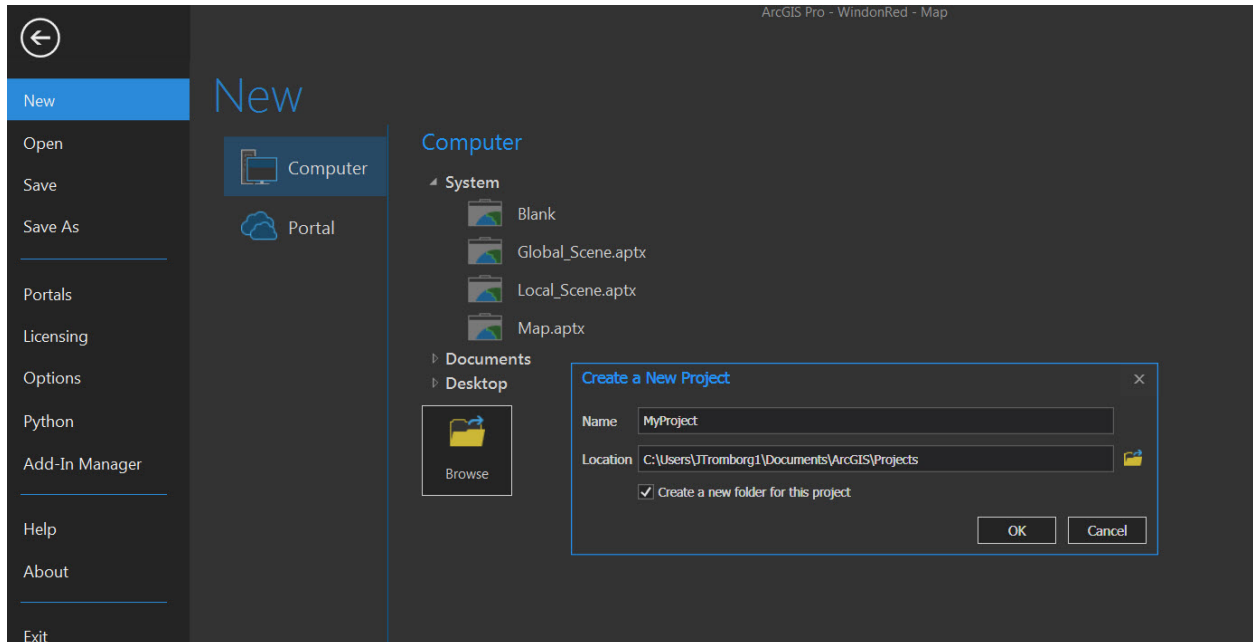 ArcGIS Pro - WindonRed - Map
New
Open
Save
Save As
Portals
Licensing
Options
Python
Add-In Manager
Help
About
Exit
New
Computer
Portal
Computer
System
Blank
Global_Scene.aptx
Local_Scene.aptx
Map.aptx
Documents
Desktop
Browse
Create a New Project
Name MyProject
Location C:\Users\JTromborg1\Documents\ArcGIS\Projects
Create a new folder for this project
OK Cancel